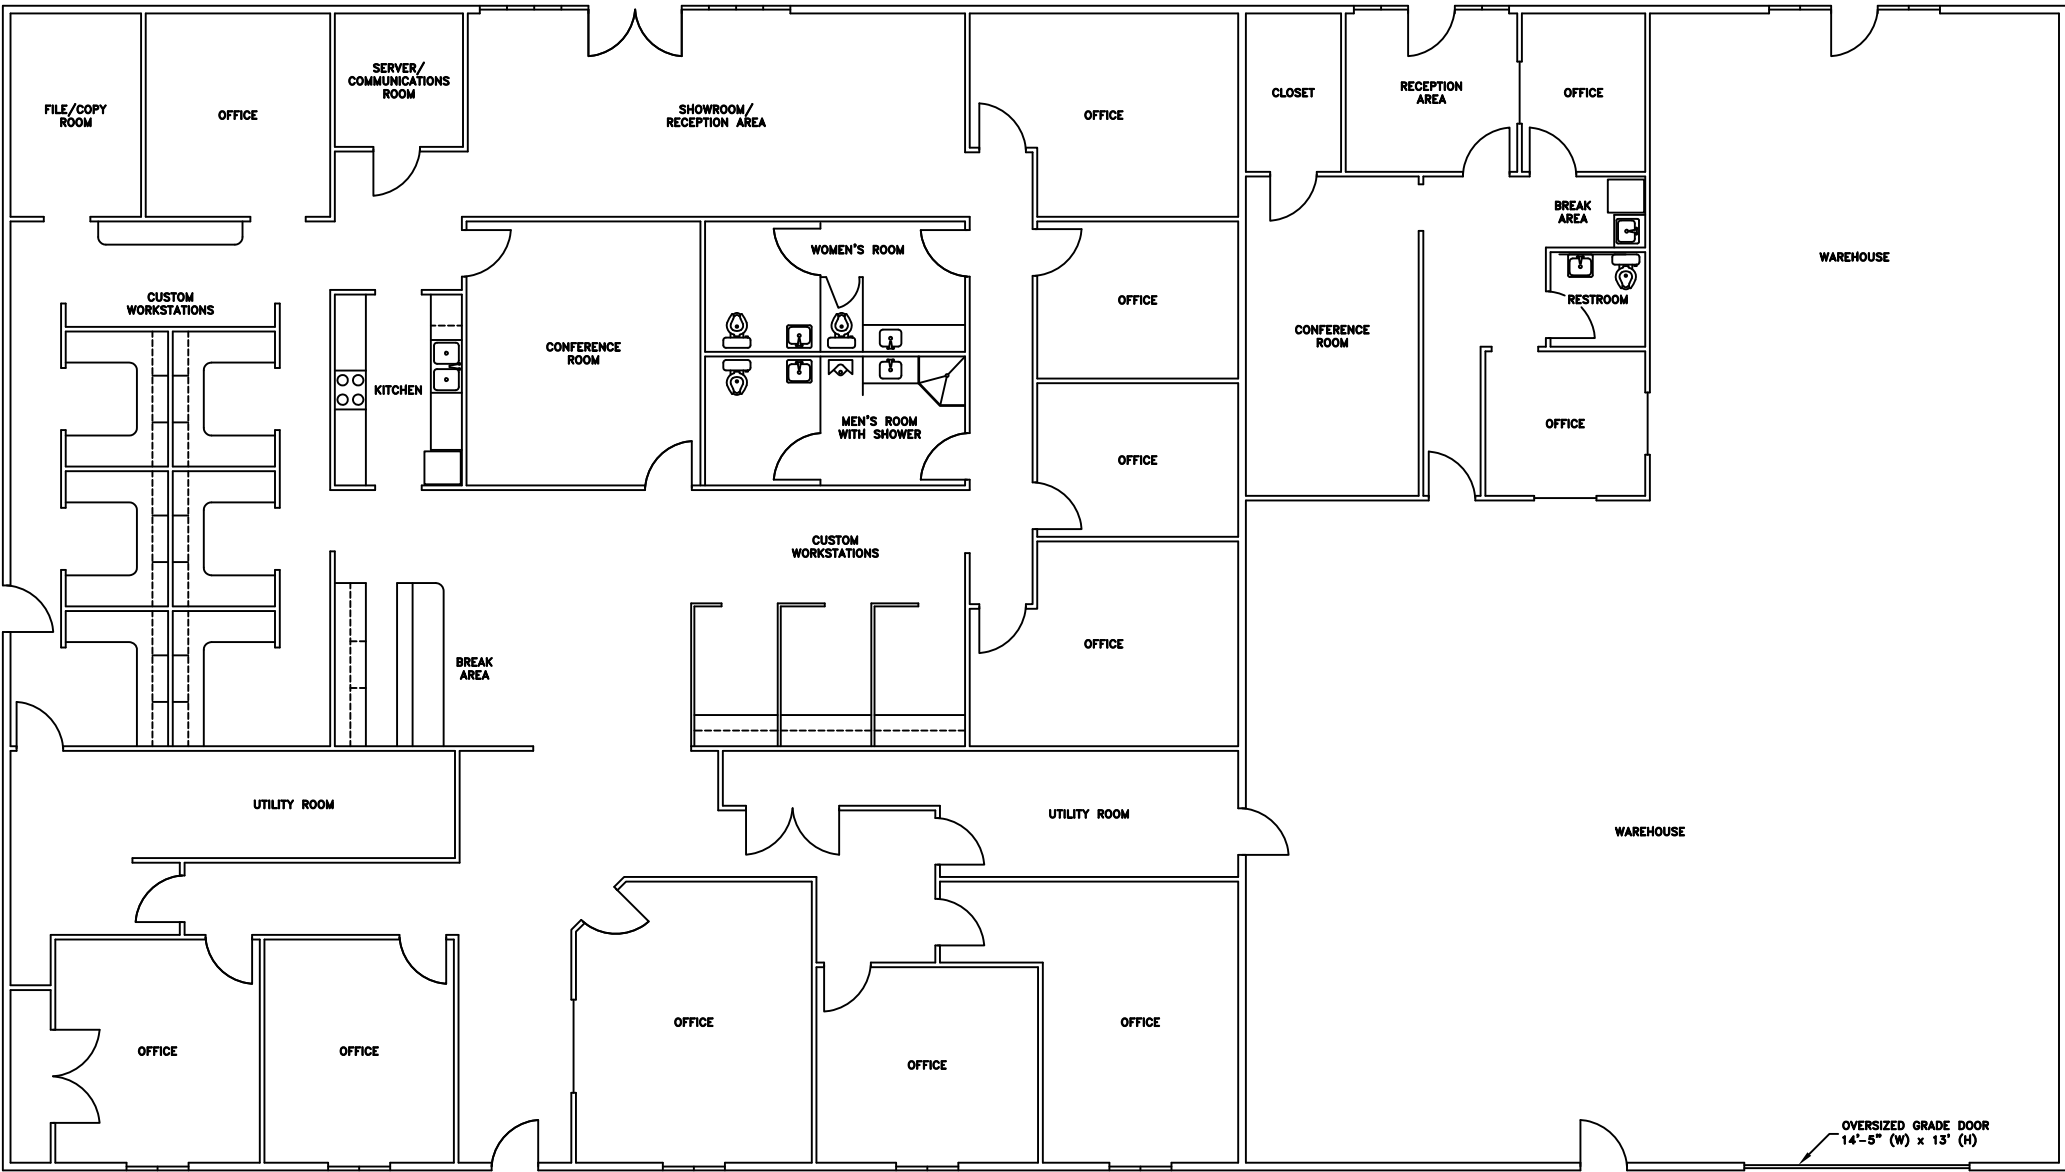 FILE/COPY
ROOM
OFFICE
SERVER/
COMMUNICATIONS
ROOM
SHOWROOM/
RECEPTION AREA
OFFICE
CLOSET
RECEPTION
AREA
OFFICE
BREAK
AREA
WAREHOUSE
WOMEN'S ROOM
CUSTOM
WORKSTATIONS
OFFICE
RESTROOM
CONFERENCE
ROOM
CONFERENCE
ROOM
KITCHEN
MEN'S ROOM
WITH SHOWER
OFFICE
OFFICE
CUSTOM
WORKSTATIONS
OFFICE
BREAK
AREA
UTILITY ROOM
UTILITY ROOM
WAREHOUSE
OFFICE
OFFICE
OFFICE
OFFICE
OFFICE
OVERSIZED GRADE DOOR
14'-5" (W) x 13' (H)